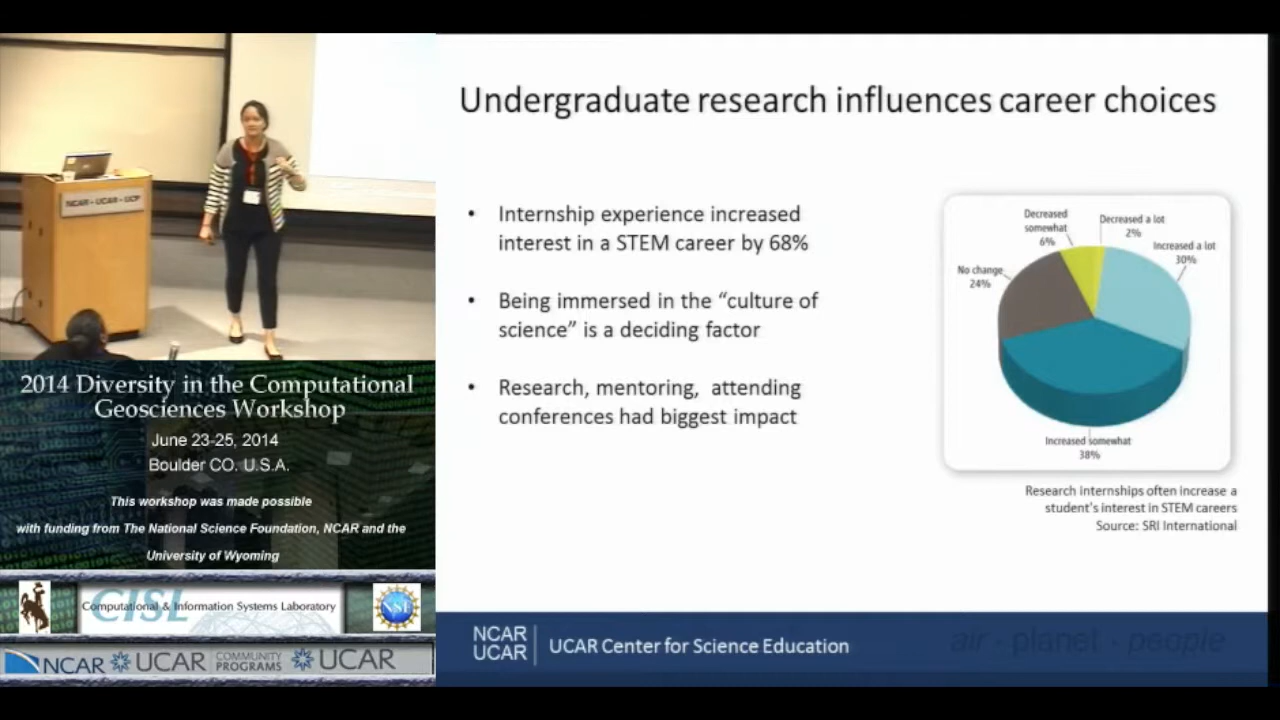 Undergraduate research influences career choices
• Internship experience increased
interest in a STEM career by 68%
• Being immersed in the “culture of
science” is a deciding factor
• Research, mentoring, attending
conferences had biggest impact
Decreased
somewhat
6%
Decreased a lot
2%
Increased a lot
30%
No change
24%
Increased somewhat
38%
Research internships often increase a
student's interest in STEM careers
Source: SRI International
NCAR
UCAR
UCAR Center for Science Education
air · planet · people
NCAR • UCAR • UCP
2014 Diversity in the Computational
Geosciences Workshop
June 23-25, 2014
Boulder CO. U.S.A.
This workshop was made possible
with funding from The National Science Foundation, NCAR and the
University of Wyoming
CISL
Computational & Information Systems Laboratory
NSF
NCAR
UCAR
COMMUNITY
PROGRAMS
UCAR